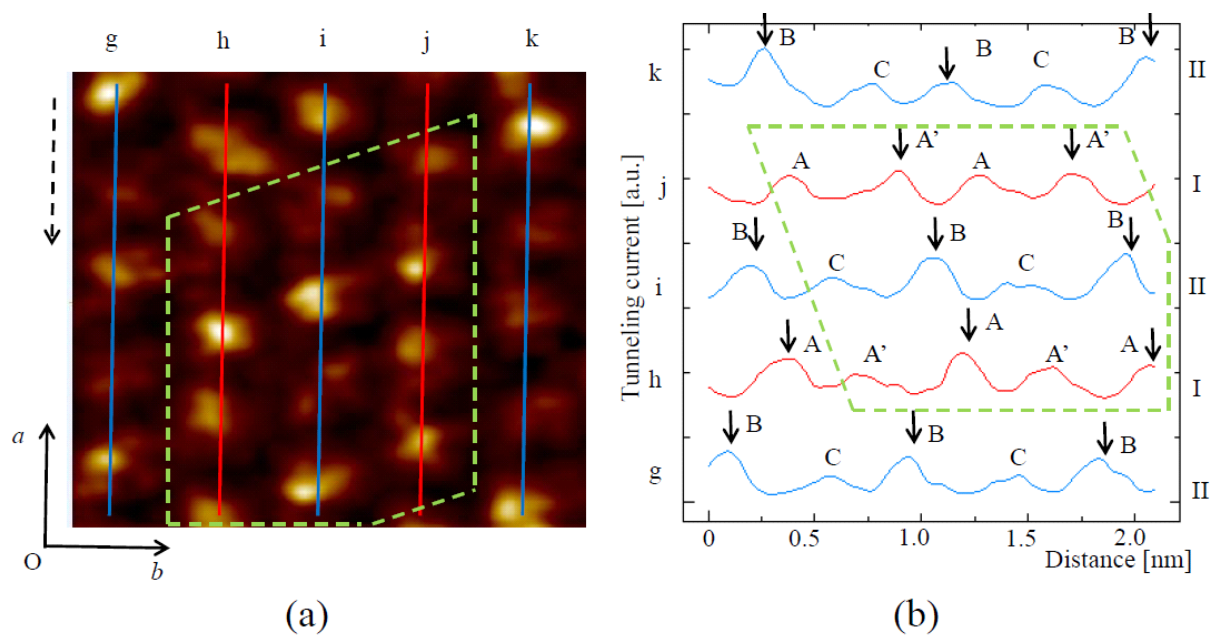 g h i j k
a
O
b
(a)
B B B
k C C II
A A' A A'
j I
B B B
i C C II
A A' A A' A
h I
B B B
g C C II
0 0.5 1.0 1.5 2.0
Distance [nm]
Tunneling current [a.u.]
(b)